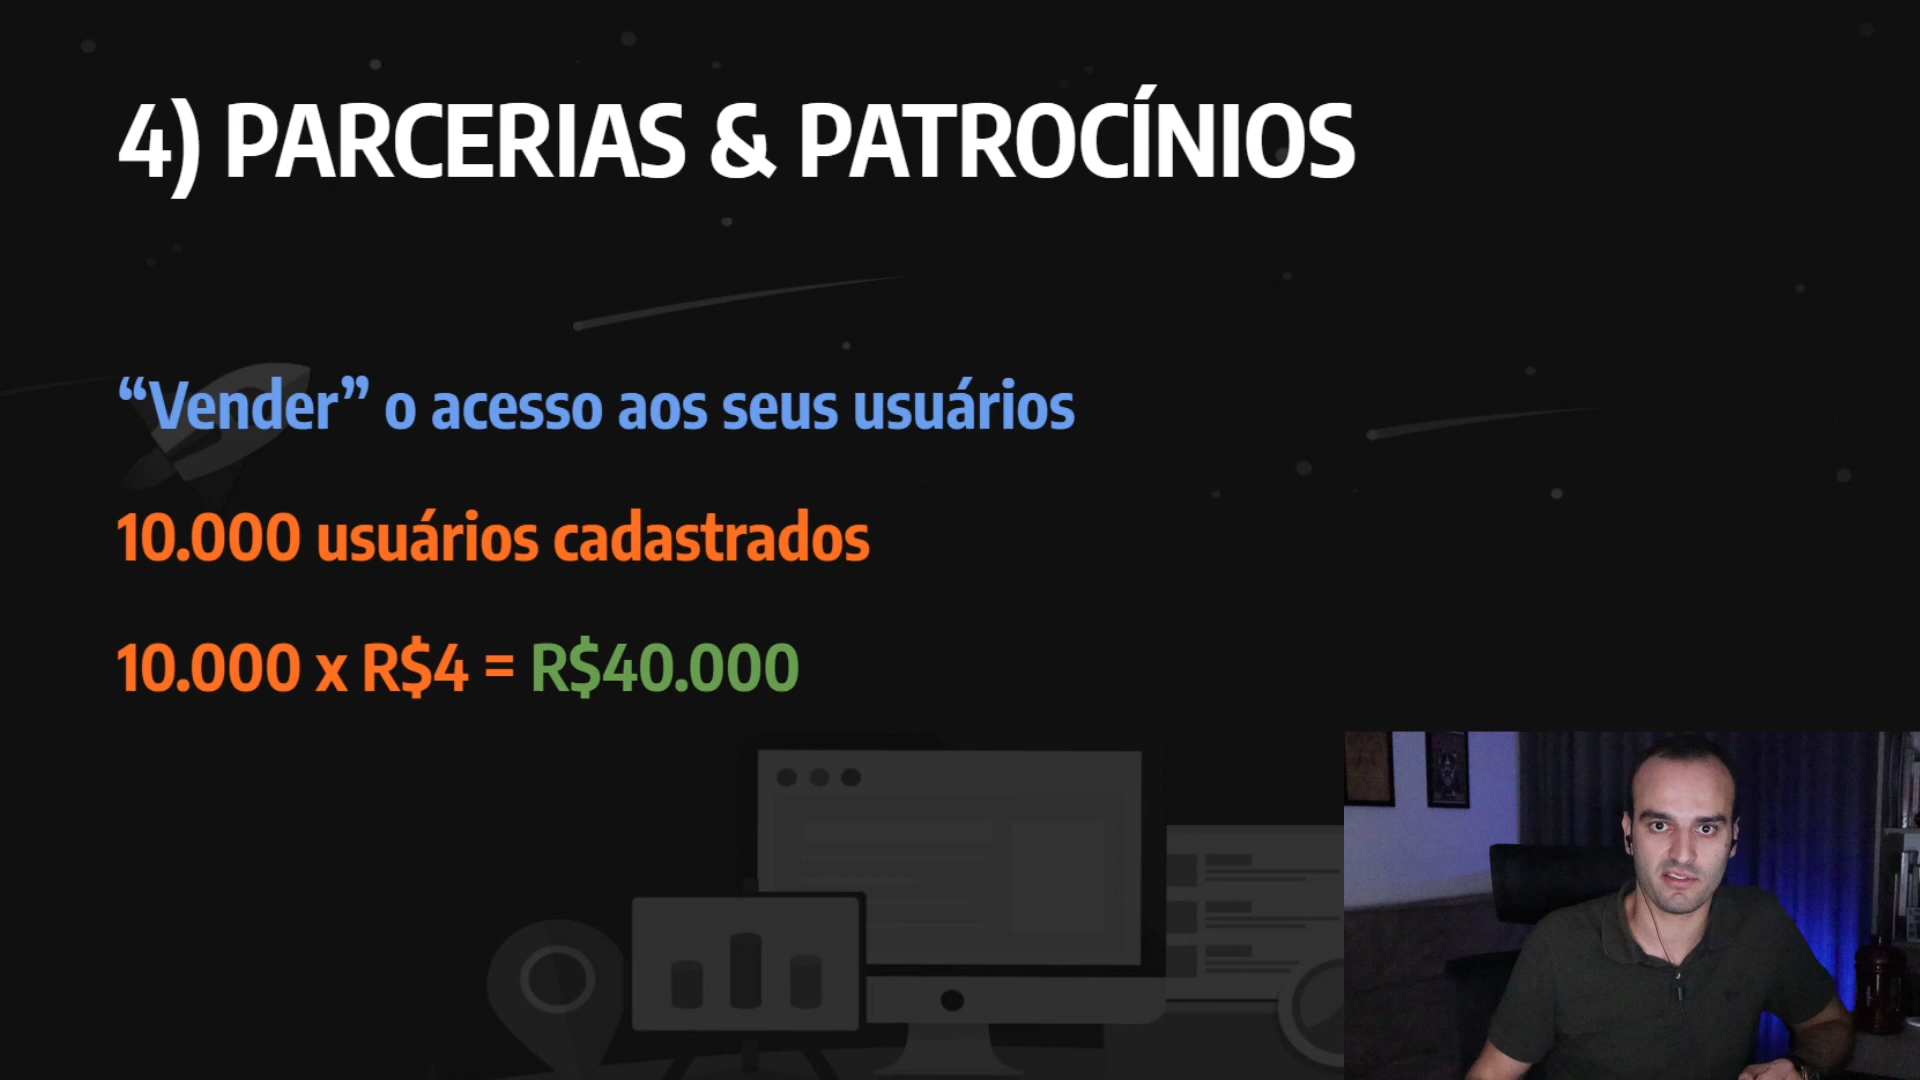 4) PARCERIAS & PATROCÍNIOS
“Vender” o acesso aos seus usuários
10.000 usuários cadastrados
10.000 x R$4 = R$40.000